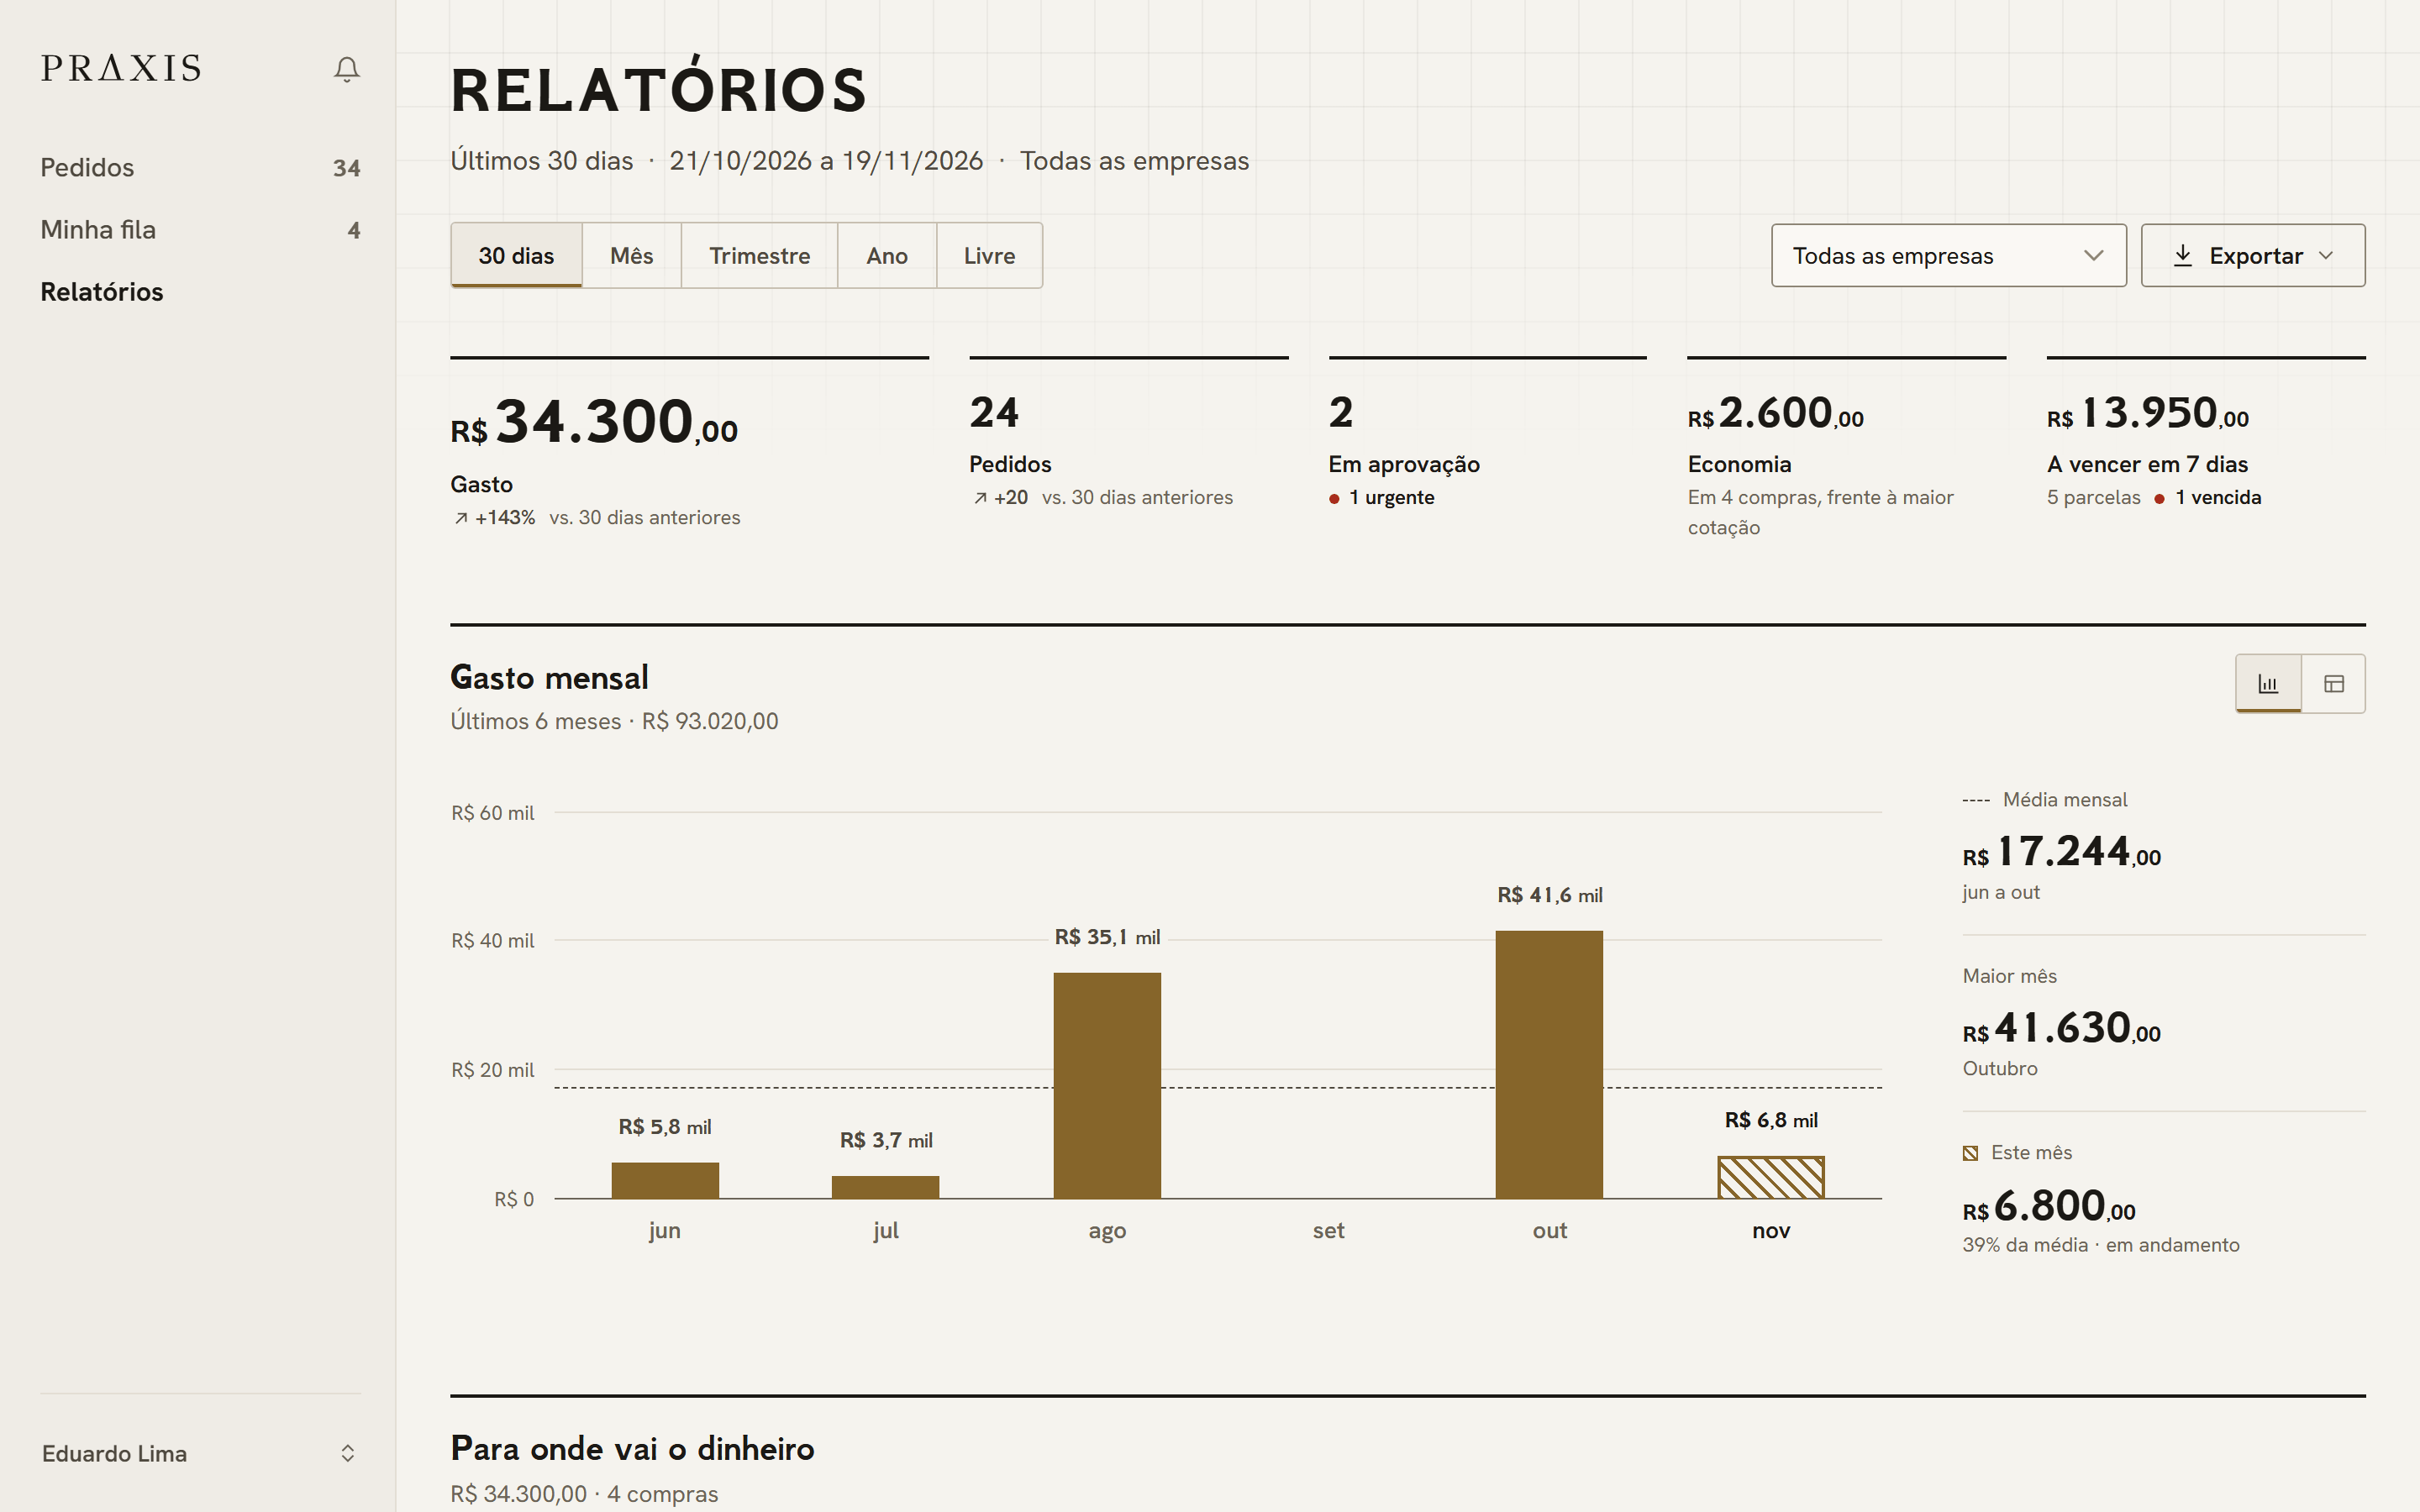 PRΛXIS
Pedidos 34
Minha fila 4
Relatórios
Eduardo Lima
RELATÓRIOS
Últimos 30 dias · 21/10/2026 a 19/11/2026 · Todas as empresas
30 dias Mês Trimestre Ano Livre
Todas as empresas Exportar
R$ 34.300,00
Gasto
+143% vs. 30 dias anteriores
24
Pedidos
+20 vs. 30 dias anteriores
2
Em aprovação
1 urgente
R$ 2.600,00
Economia
Em 4 compras, frente à maior
cotação
R$ 13.950,00
A vencer em 7 dias
5 parcelas 1 vencida
Gasto mensal
Últimos 6 meses · R$ 93.020,00
R$ 60 mil
R$ 40 mil
R$ 20 mil
R$ 0
R$ 5,8 mil
R$ 3,7 mil
R$ 35,1 mil
R$ 41,6 mil
R$ 6,8 mil
jun jul ago set out nov
Média mensal
R$ 17.244,00
jun a out
Maior mês
R$ 41.630,00
Outubro
Este mês
R$ 6.800,00
39% da média · em andamento
Para onde vai o dinheiro
R$ 34.300,00 · 4 compras